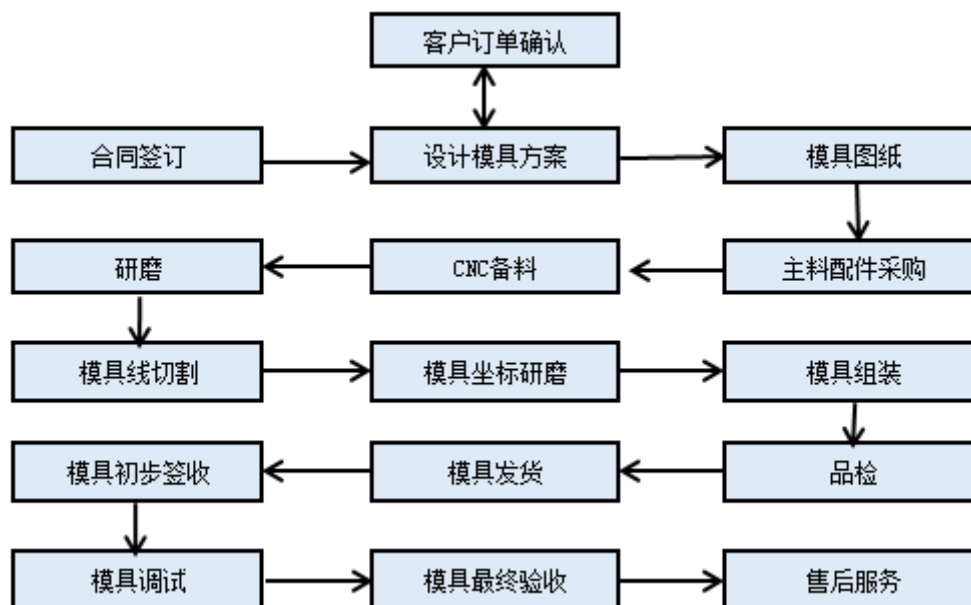 客户订单确认
合同签订
设计模具方案
模具图纸
研磨
CNC备料
主料配件采购
模具线切割
模具坐标研磨
模具组装
模具初步签收
模具发货
品检
模具调试
模具最终验收
售后服务